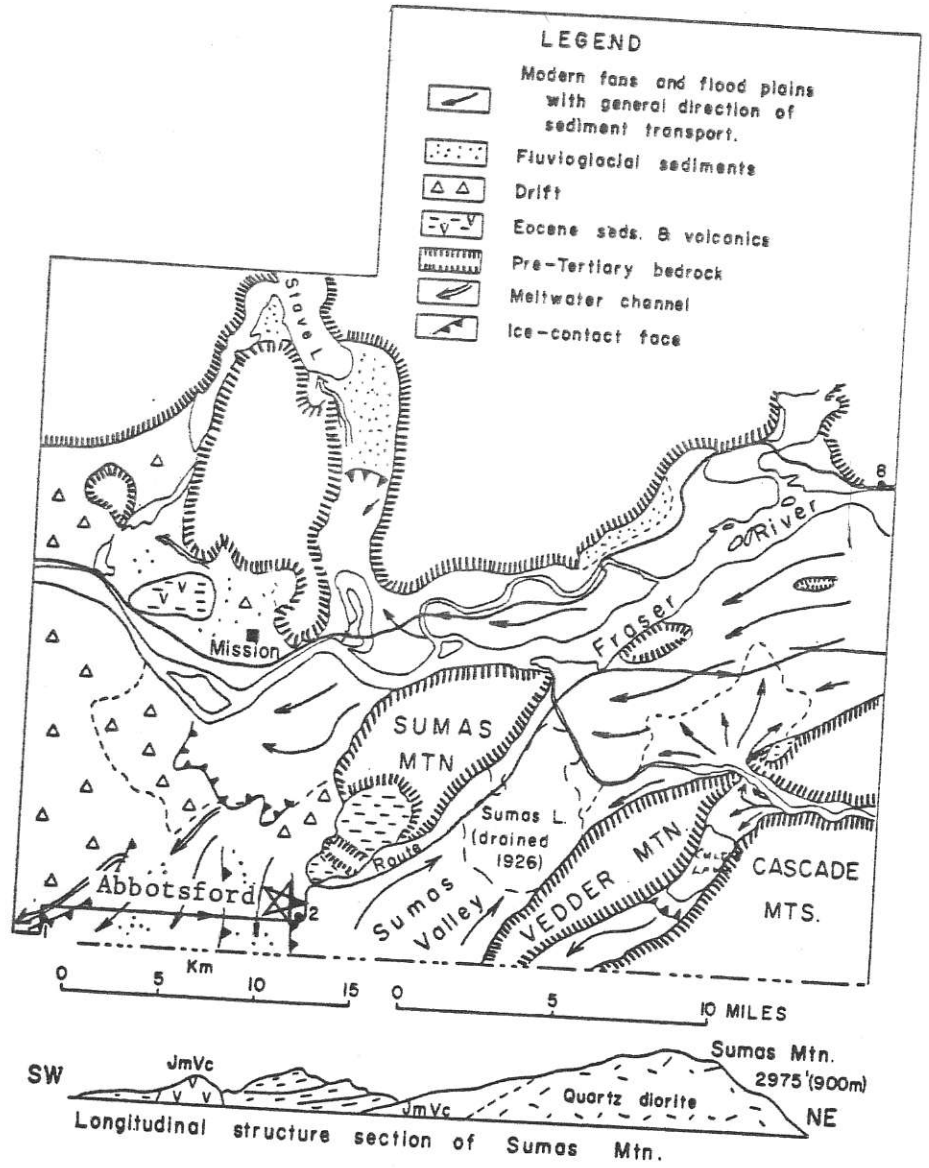 LEGEND
Modern fans and flood plains
with general direction of
sediment transport.
Fluvioglacial sediments
Drift
Eocene seds. & volcanics
Pre-Tertiary bedrock
Meltwater channel
Ice-contact face
Stave L.
8
River
Fraser
Mission
SUMAS
MTN
Sumas L.
(drained
1926)
Route
VEDDER MTN
CASCADE
MTS.
Abbotsford
2
1
Sumas
Valley
0 5 10 15
Km
0 5 10 MILES
Sumas Mtn.
2975'(900m)
SW
JmVc
V
V V
JmVc
Quartz diorite
NE
Longitudinal structure section of Sumas Mtn.